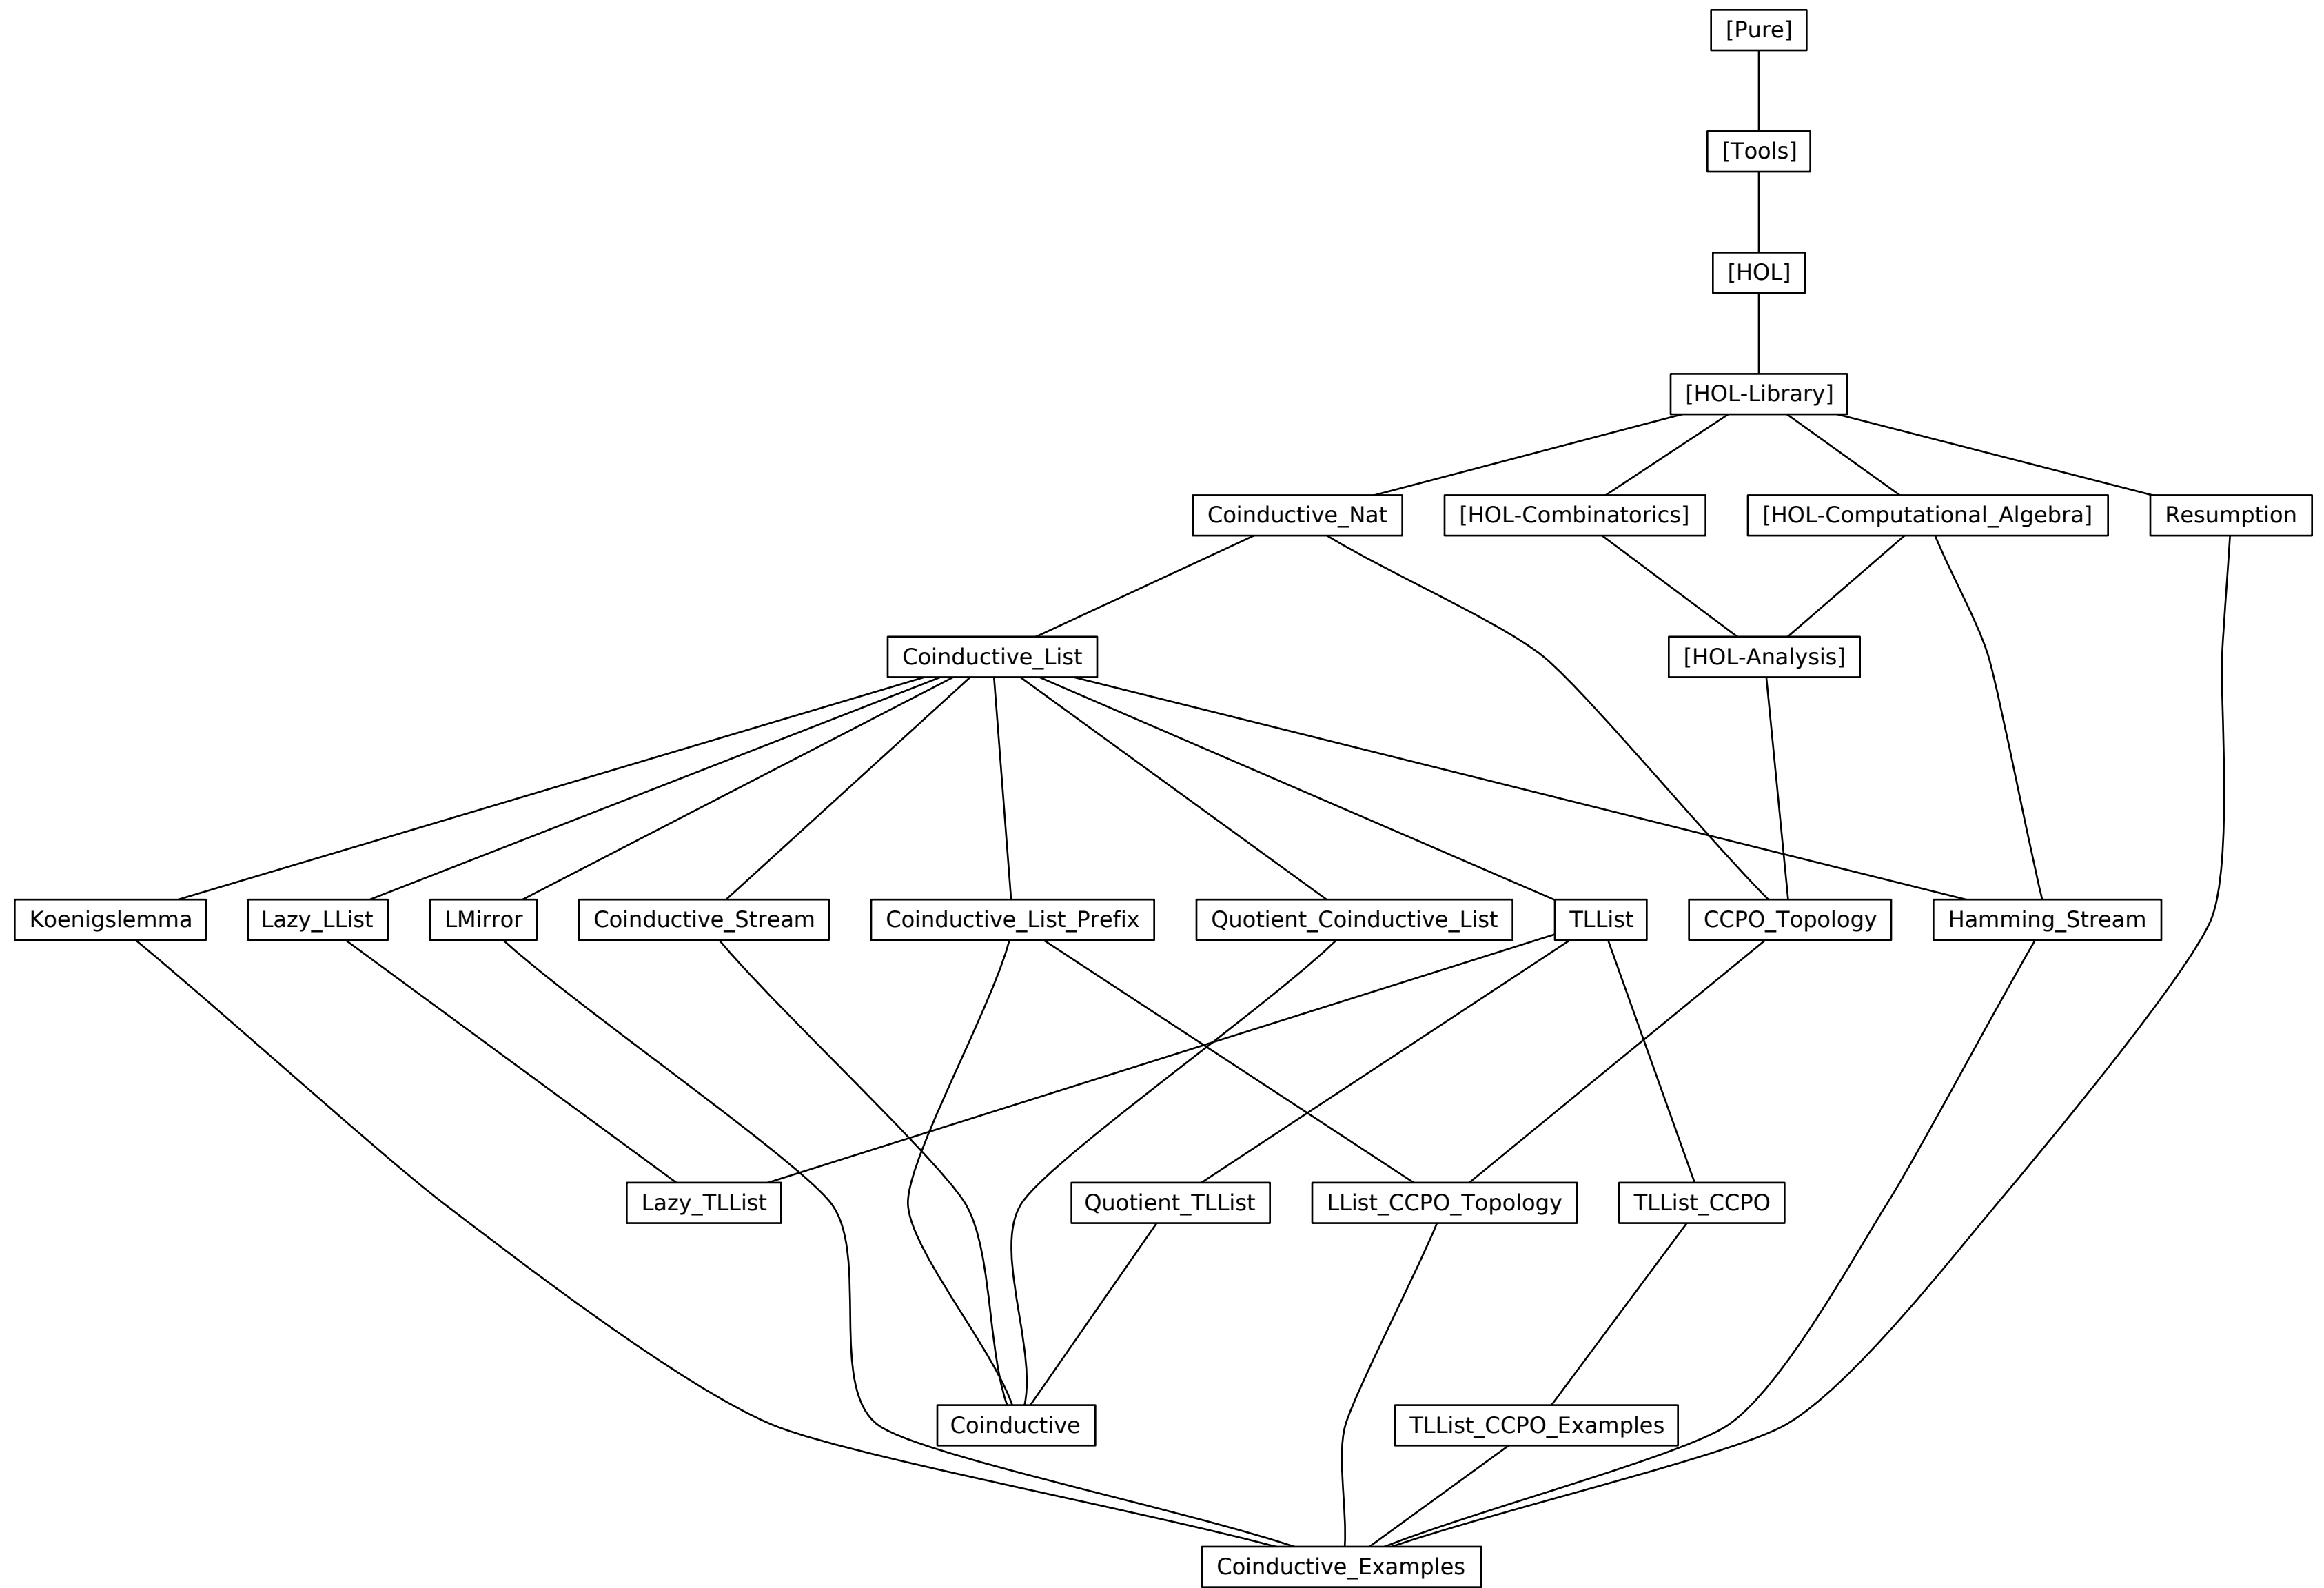 [Pure]
[Tools]
[HOL]
[HOL-Library]
Coinductive_Nat
[HOL-Combinatorics]
[HOL-Computational_Algebra]
Resumption
Coinductive_List
[HOL-Analysis]
Koenigslemma
Lazy_LList
LMirror
Coinductive_Stream
Coinductive_List_Prefix
Quotient_Coinductive_List
TLList
CCPO_Topology
Hamming_Stream
Lazy_TLList
Quotient_TLList
LList_CCPO_Topology
TLList_CCPO
Coinductive
TLList_CCPO_Examples
Coinductive_Examples